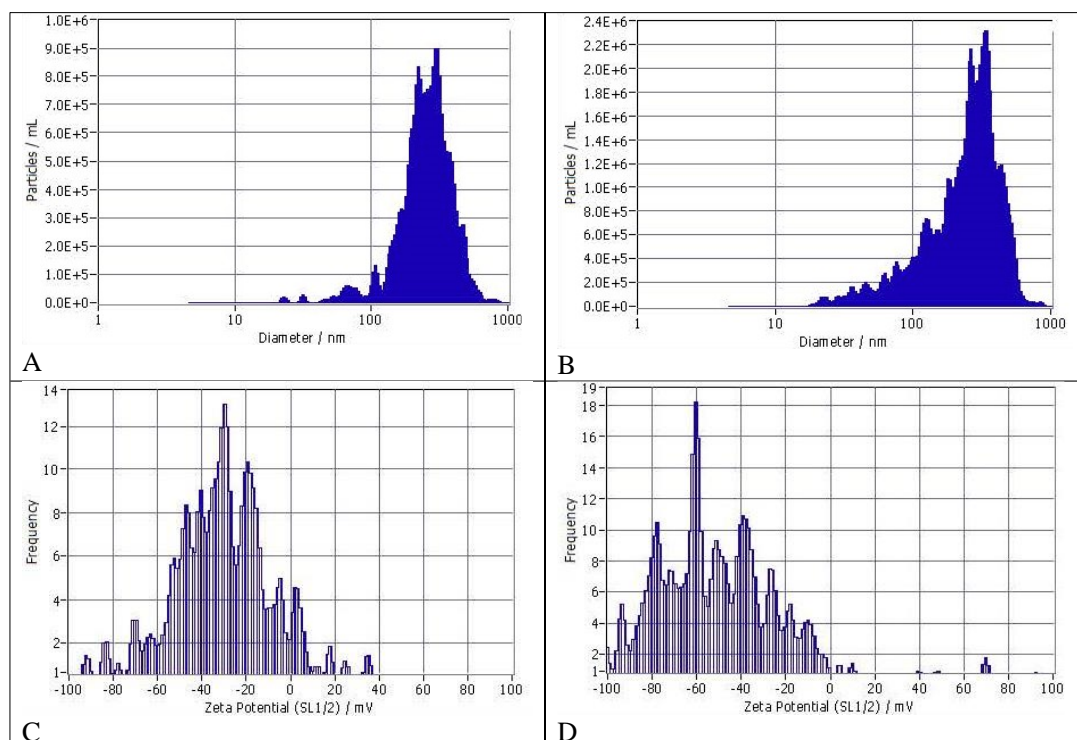 1.0E+6
9.0E+5
8.0E+5
7.0E+5
6.0E+5
5.0E+5
4.0E+5
3.0E+5
2.0E+5
1.0E+5
0.0E+0
Particles / mL
1 10 100 1000
Diameter / nm
A
2.4E+6
2.2E+6
2.0E+6
1.8E+6
1.6E+6
1.4E+6
1.2E+6
1.0E+6
8.0E+5
6.0E+5
4.0E+5
2.0E+5
0.0E+0
Particles / mL
1 10 100 1000
Diameter / nm
B
14
12
10
8
6
4
2
1
Frequency
-100 -80 -60 -40 -20 0 20 40 60 80 100
Zeta Potential (SL1/2) / mV
C
19
18
16
14
12
10
8
6
4
2
1
Frequency
-100 -80 -60 -40 -20 0 20 40 60 80 100
Zeta Potential (SL1/2) / mV
D